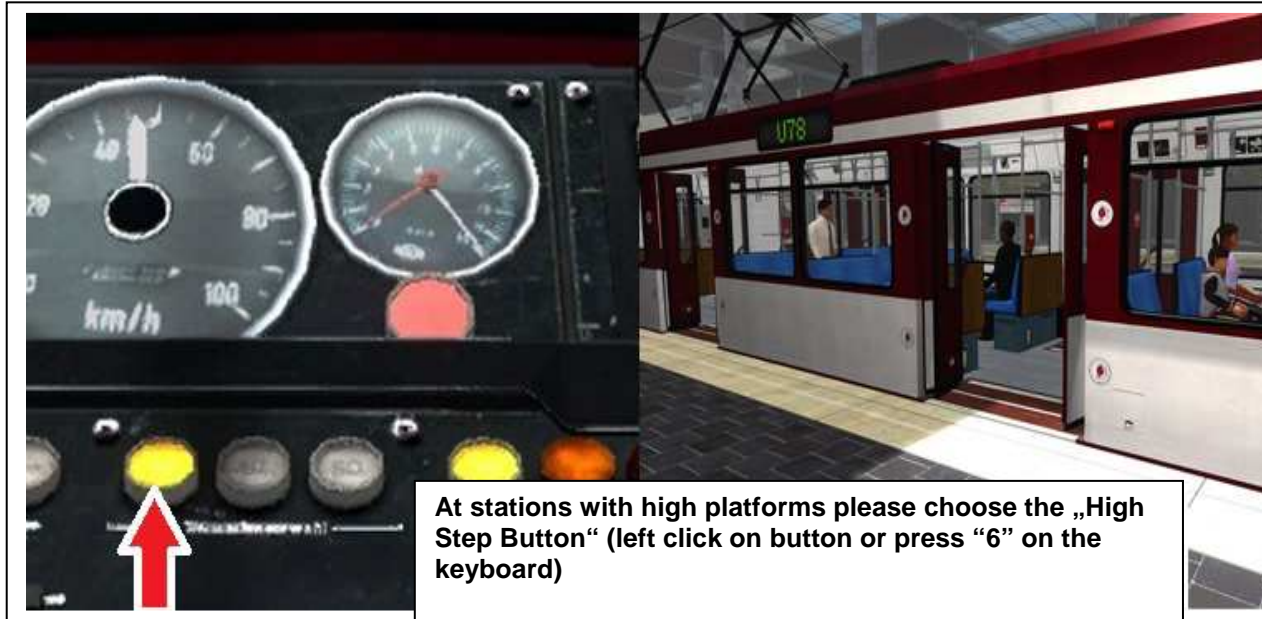 40
60
20
80
100
km/h
U78
At stations with high platforms please choose the „High
Step Button“ (left click on button or press “6” on the
keyboard)